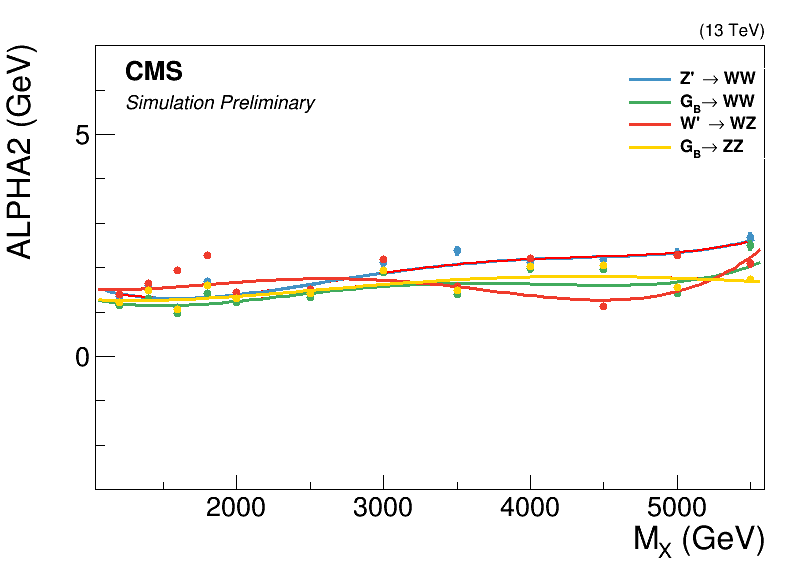 (13 TeV)
CMS
Simulation Preliminary
Z' → WW
G_B → WW
W' → WZ
G_B → ZZ
ALPHA2 (GeV)
5
0
2000 3000 4000 5000
M_X (GeV)